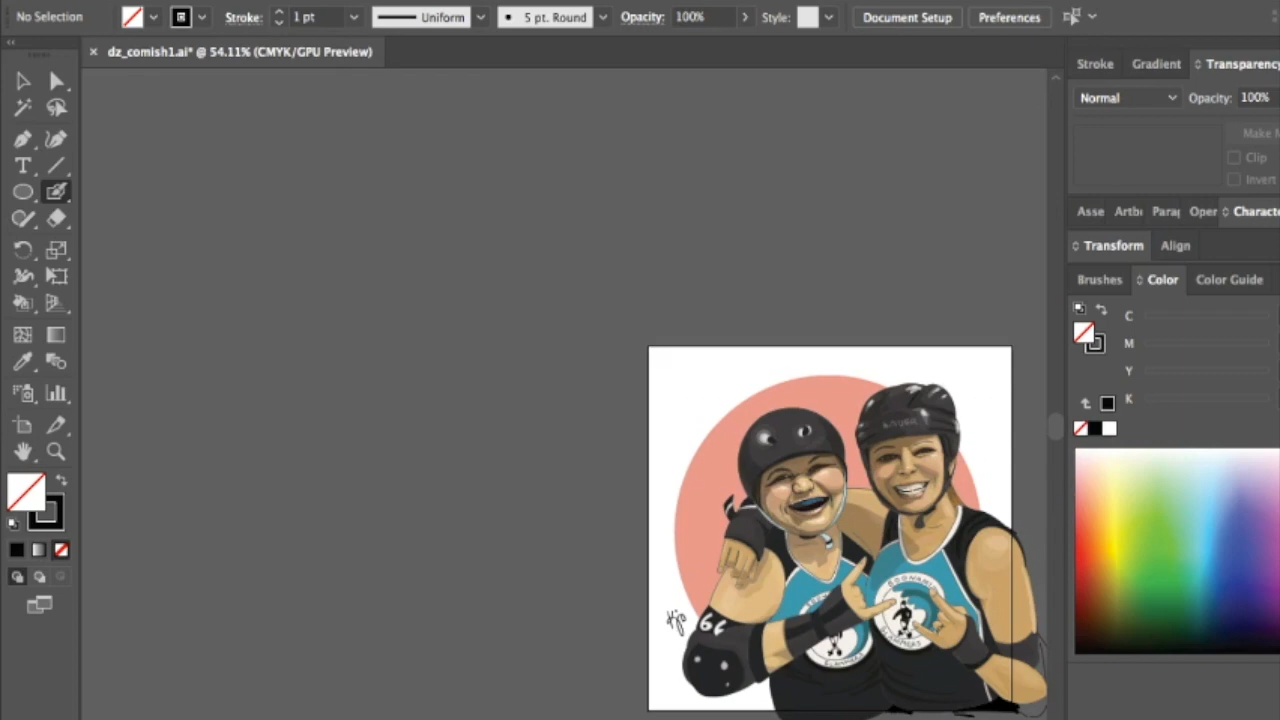 No Selection Stroke: 1 pt Uniform 5 pt. Round Opacity: 100% Style: Document Setup Preferences
dz_comish1.ai* @ 54.11% (CMYK/GPU Preview)
Stroke Gradient Transparency
Normal Opacity: 100%
Make M
Clip
Invert
Asse Artb Para Oper Characte
Transform Align
Brushes Color Color Guide
C
M
Y
K
Kjo
66